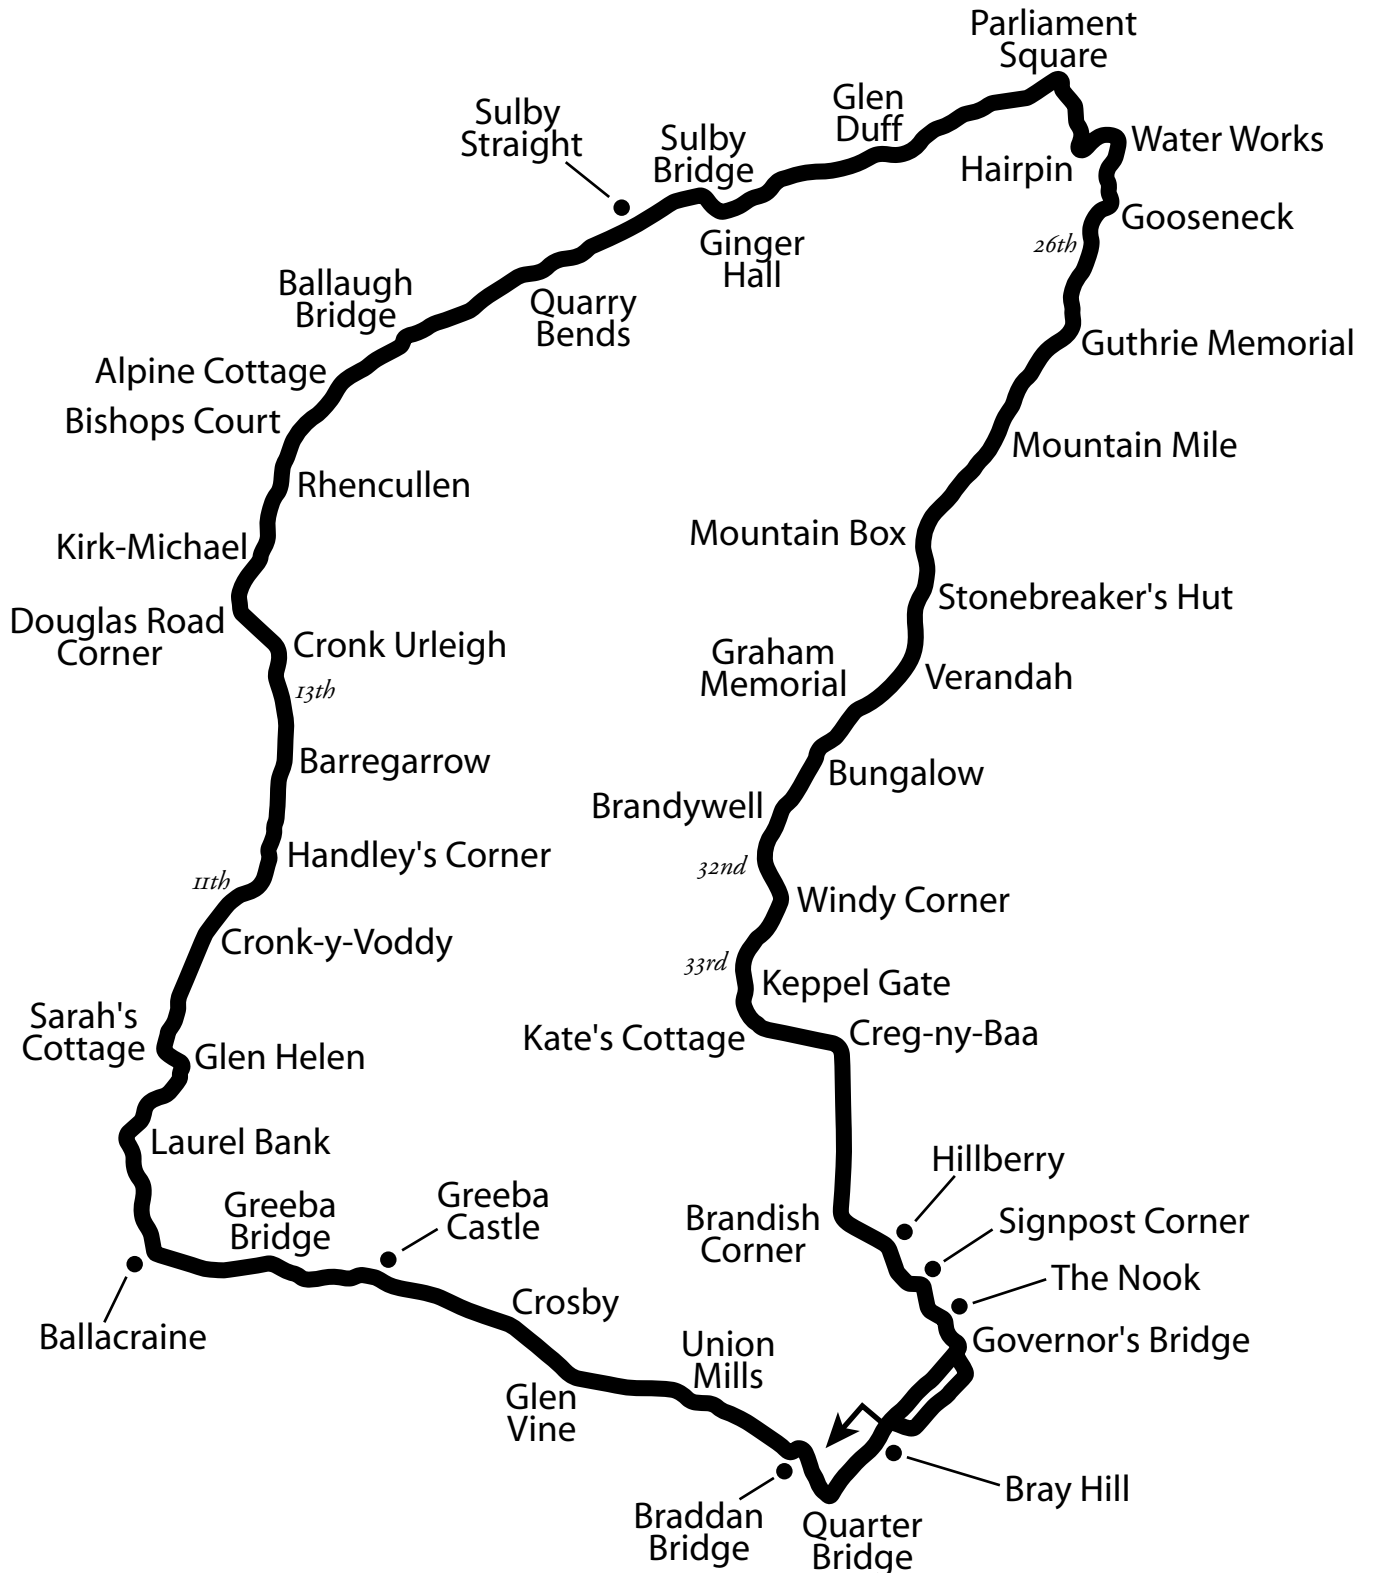 Parliament
Square
Glen
Duff
Sulby
Straight
Sulby
Bridge
Water Works
Hairpin
Gooseneck
26th
Ginger
Hall
Ballaugh
Bridge
Quarry
Bends
Guthrie Memorial
Alpine Cottage
Bishops Court
Mountain Mile
Rhencullen
Mountain Box
Kirk-Michael
Stonebreaker's Hut
Douglas Road
Corner
Cronk Urleigh
Graham
Memorial
Verandah
13th
Barregarrow
Bungalow
Brandywell
Handley's Corner
32nd
11th
Windy Corner
Cronk-y-Voddy
33rd
Keppel Gate
Sarah's
Cottage
Kate's Cottage
Creg-ny-Baa
Glen Helen
Laurel Bank
Hillberry
Greeba
Bridge
Greeba
Castle
Brandish
Corner
Signpost Corner
The Nook
Crosby
Ballacraine
Governor's Bridge
Union
Mills
Glen
Vine
Bray Hill
Braddan
Bridge
Quarter
Bridge